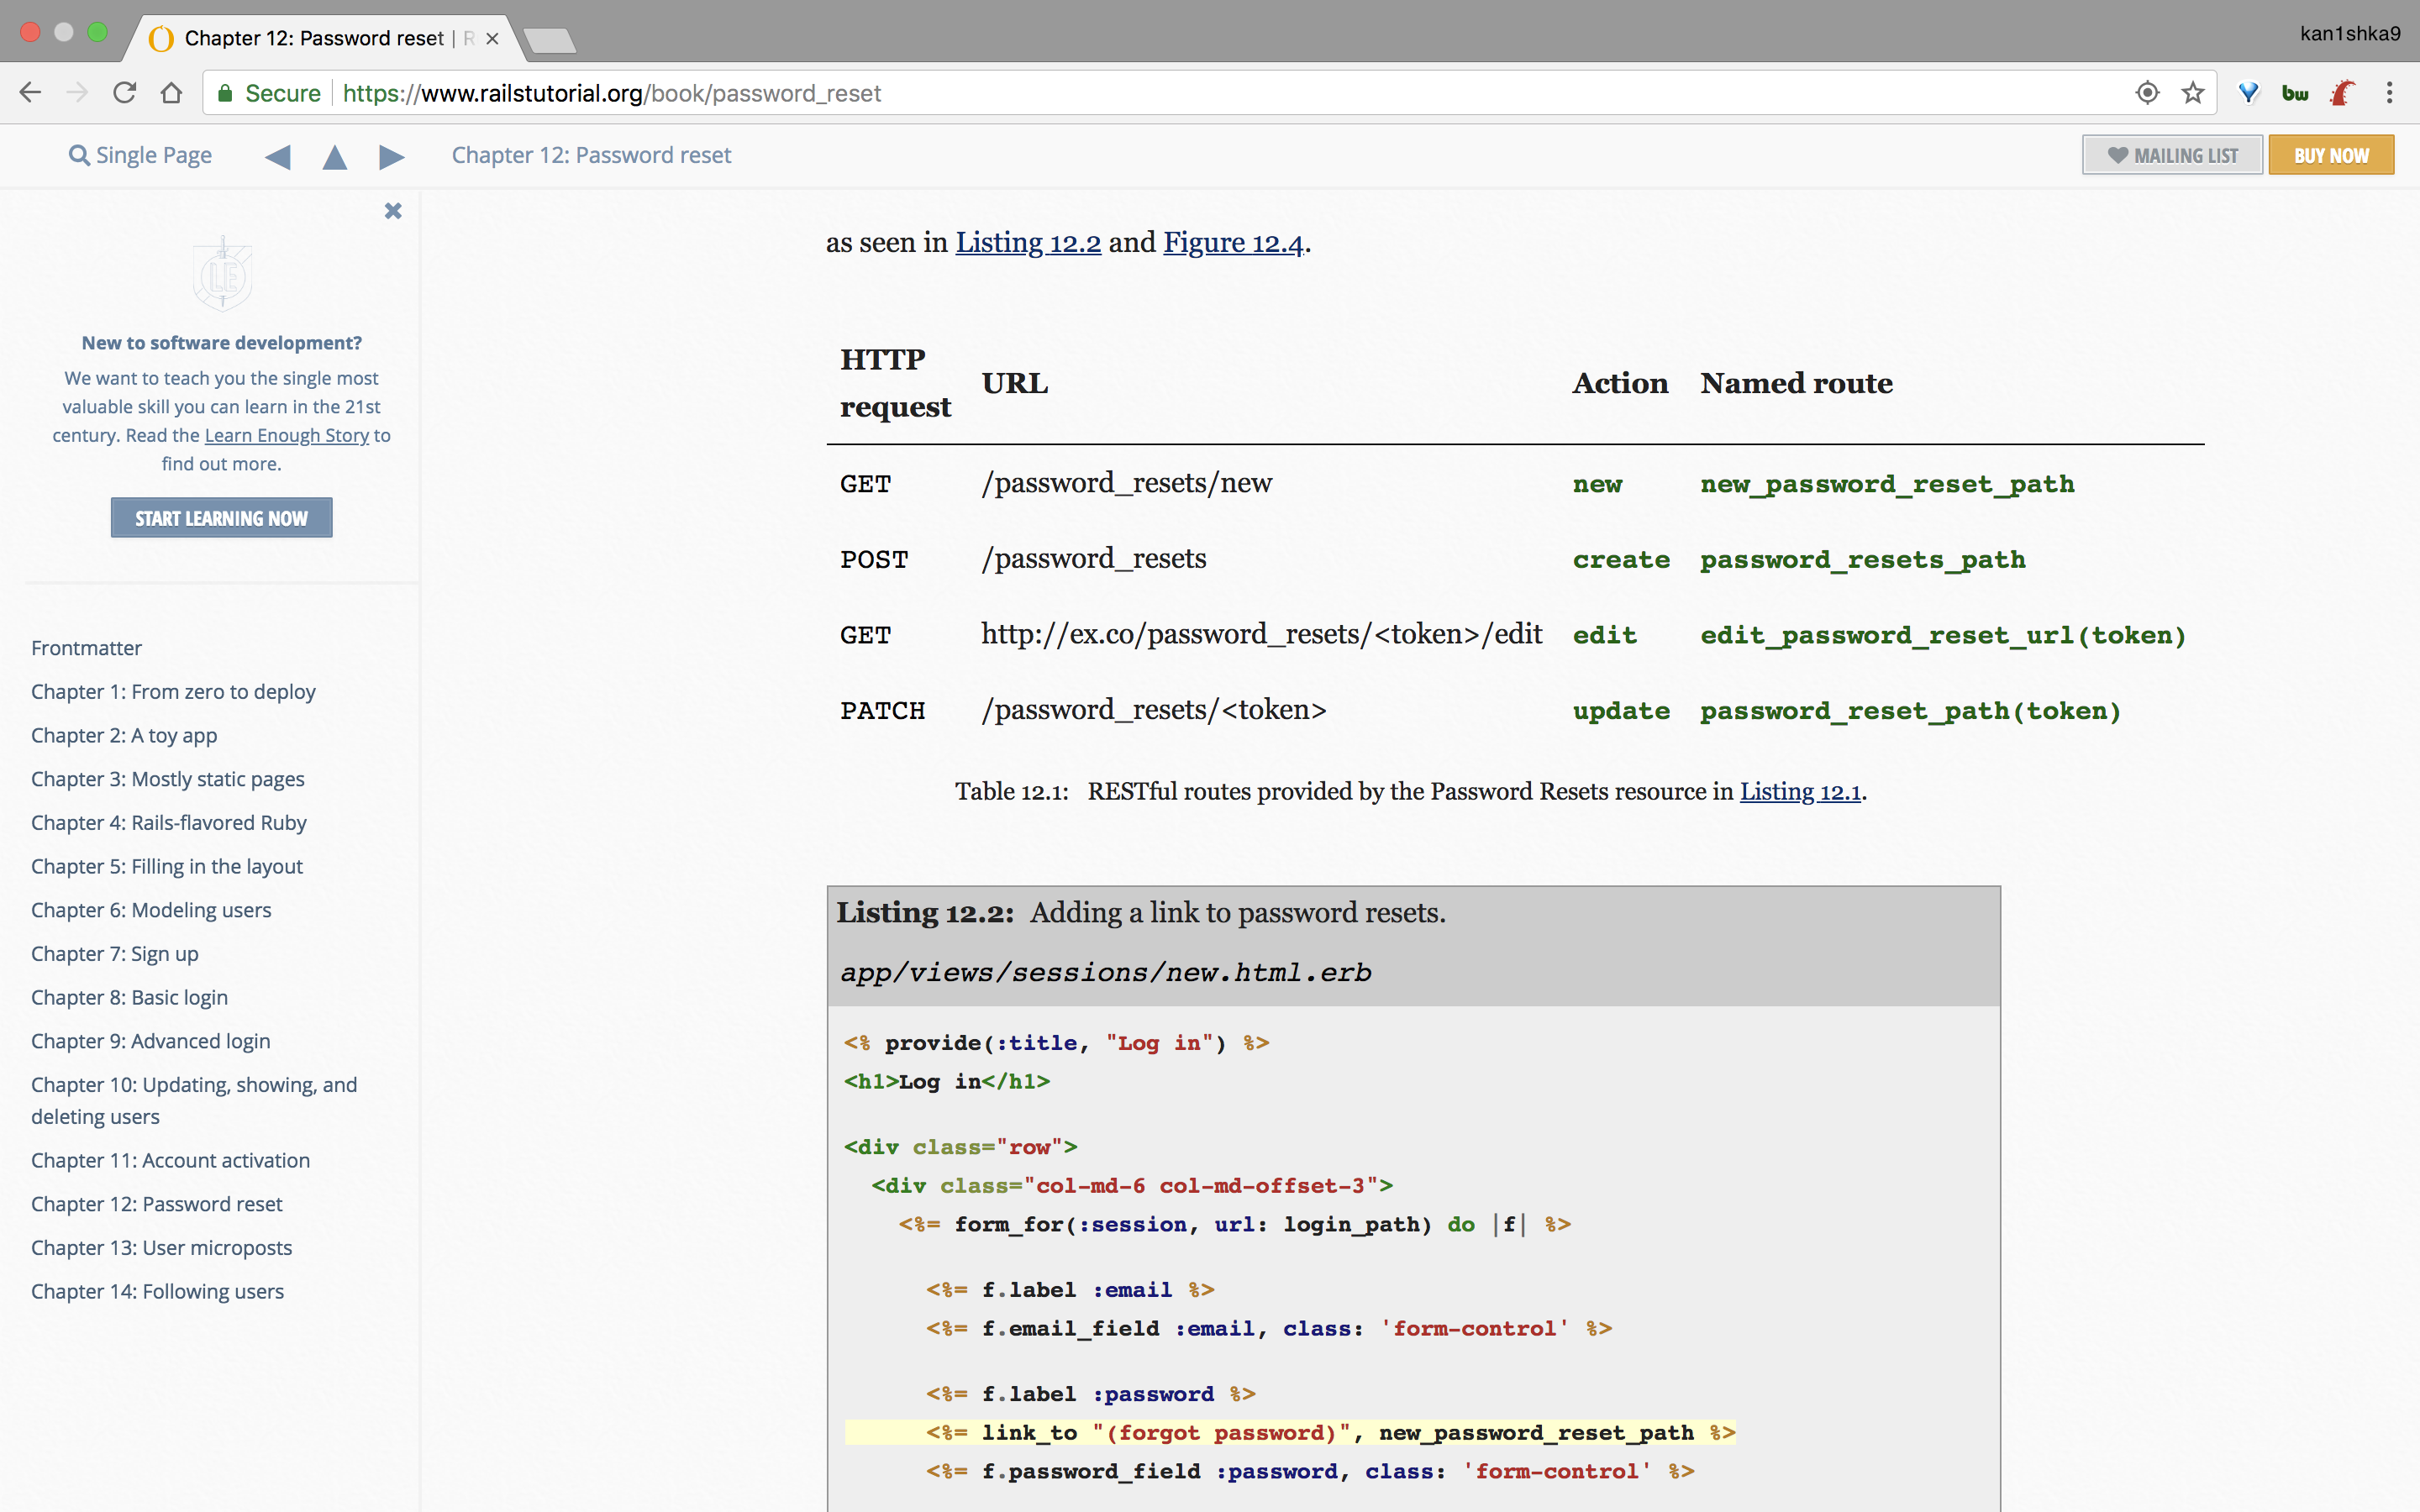 Chapter 12: Password reset | R
kan1shka9
Secure https://www.railstutorial.org/book/password_reset
bw
Single Page Chapter 12: Password reset MAILING LIST BUY NOW
LE
New to software development?
We want to teach you the single most
valuable skill you can learn in the 21st
century. Read the Learn Enough Story to
find out more.
START LEARNING NOW
Frontmatter
Chapter 1: From zero to deploy
Chapter 2: A toy app
Chapter 3: Mostly static pages
Chapter 4: Rails-flavored Ruby
Chapter 5: Filling in the layout
Chapter 6: Modeling users
Chapter 7: Sign up
Chapter 8: Basic login
Chapter 9: Advanced login
Chapter 10: Updating, showing, and
deleting users
Chapter 11: Account activation
Chapter 12: Password reset
Chapter 13: User microposts
Chapter 14: Following users
as seen in Listing 12.2 and Figure 12.4.
HTTP
request URL Action Named route
GET /password_resets/new new new_password_reset_path
POST /password_resets create password_resets_path
GET http://ex.co/password_resets/<token>/edit edit edit_password_reset_url(token)
PATCH /password_resets/<token> update password_reset_path(token)
Table 12.1: RESTful routes provided by the Password Resets resource in Listing 12.1.
Listing 12.2: Adding a link to password resets.
app/views/sessions/new.html.erb
<% provide(:title, "Log in") %>
<h1>Log in</h1>
<div class="row">
<div class="col-md-6 col-md-offset-3">
<%= form_for(:session, url: login_path) do |f| %>
<%= f.label :email %>
<%= f.email_field :email, class: 'form-control' %>
<%= f.label :password %>
<%= link_to "(forgot password)", new_password_reset_path %>
<%= f.password_field :password, class: 'form-control' %>